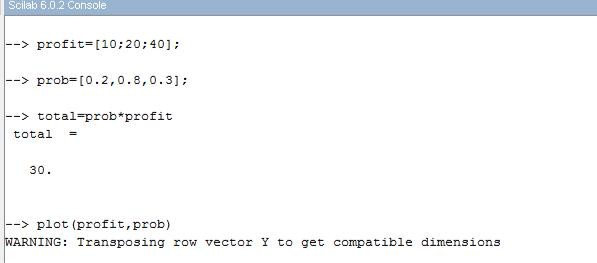 Scilab 6.0.2 Console
--> profit=[10;20;40];
--> prob=[0.2,0.8,0.3];
--> total=prob*profit
total =
30.
--> plot(profit,prob)
WARNING: Transposing row vector Y to get compatible dimensions